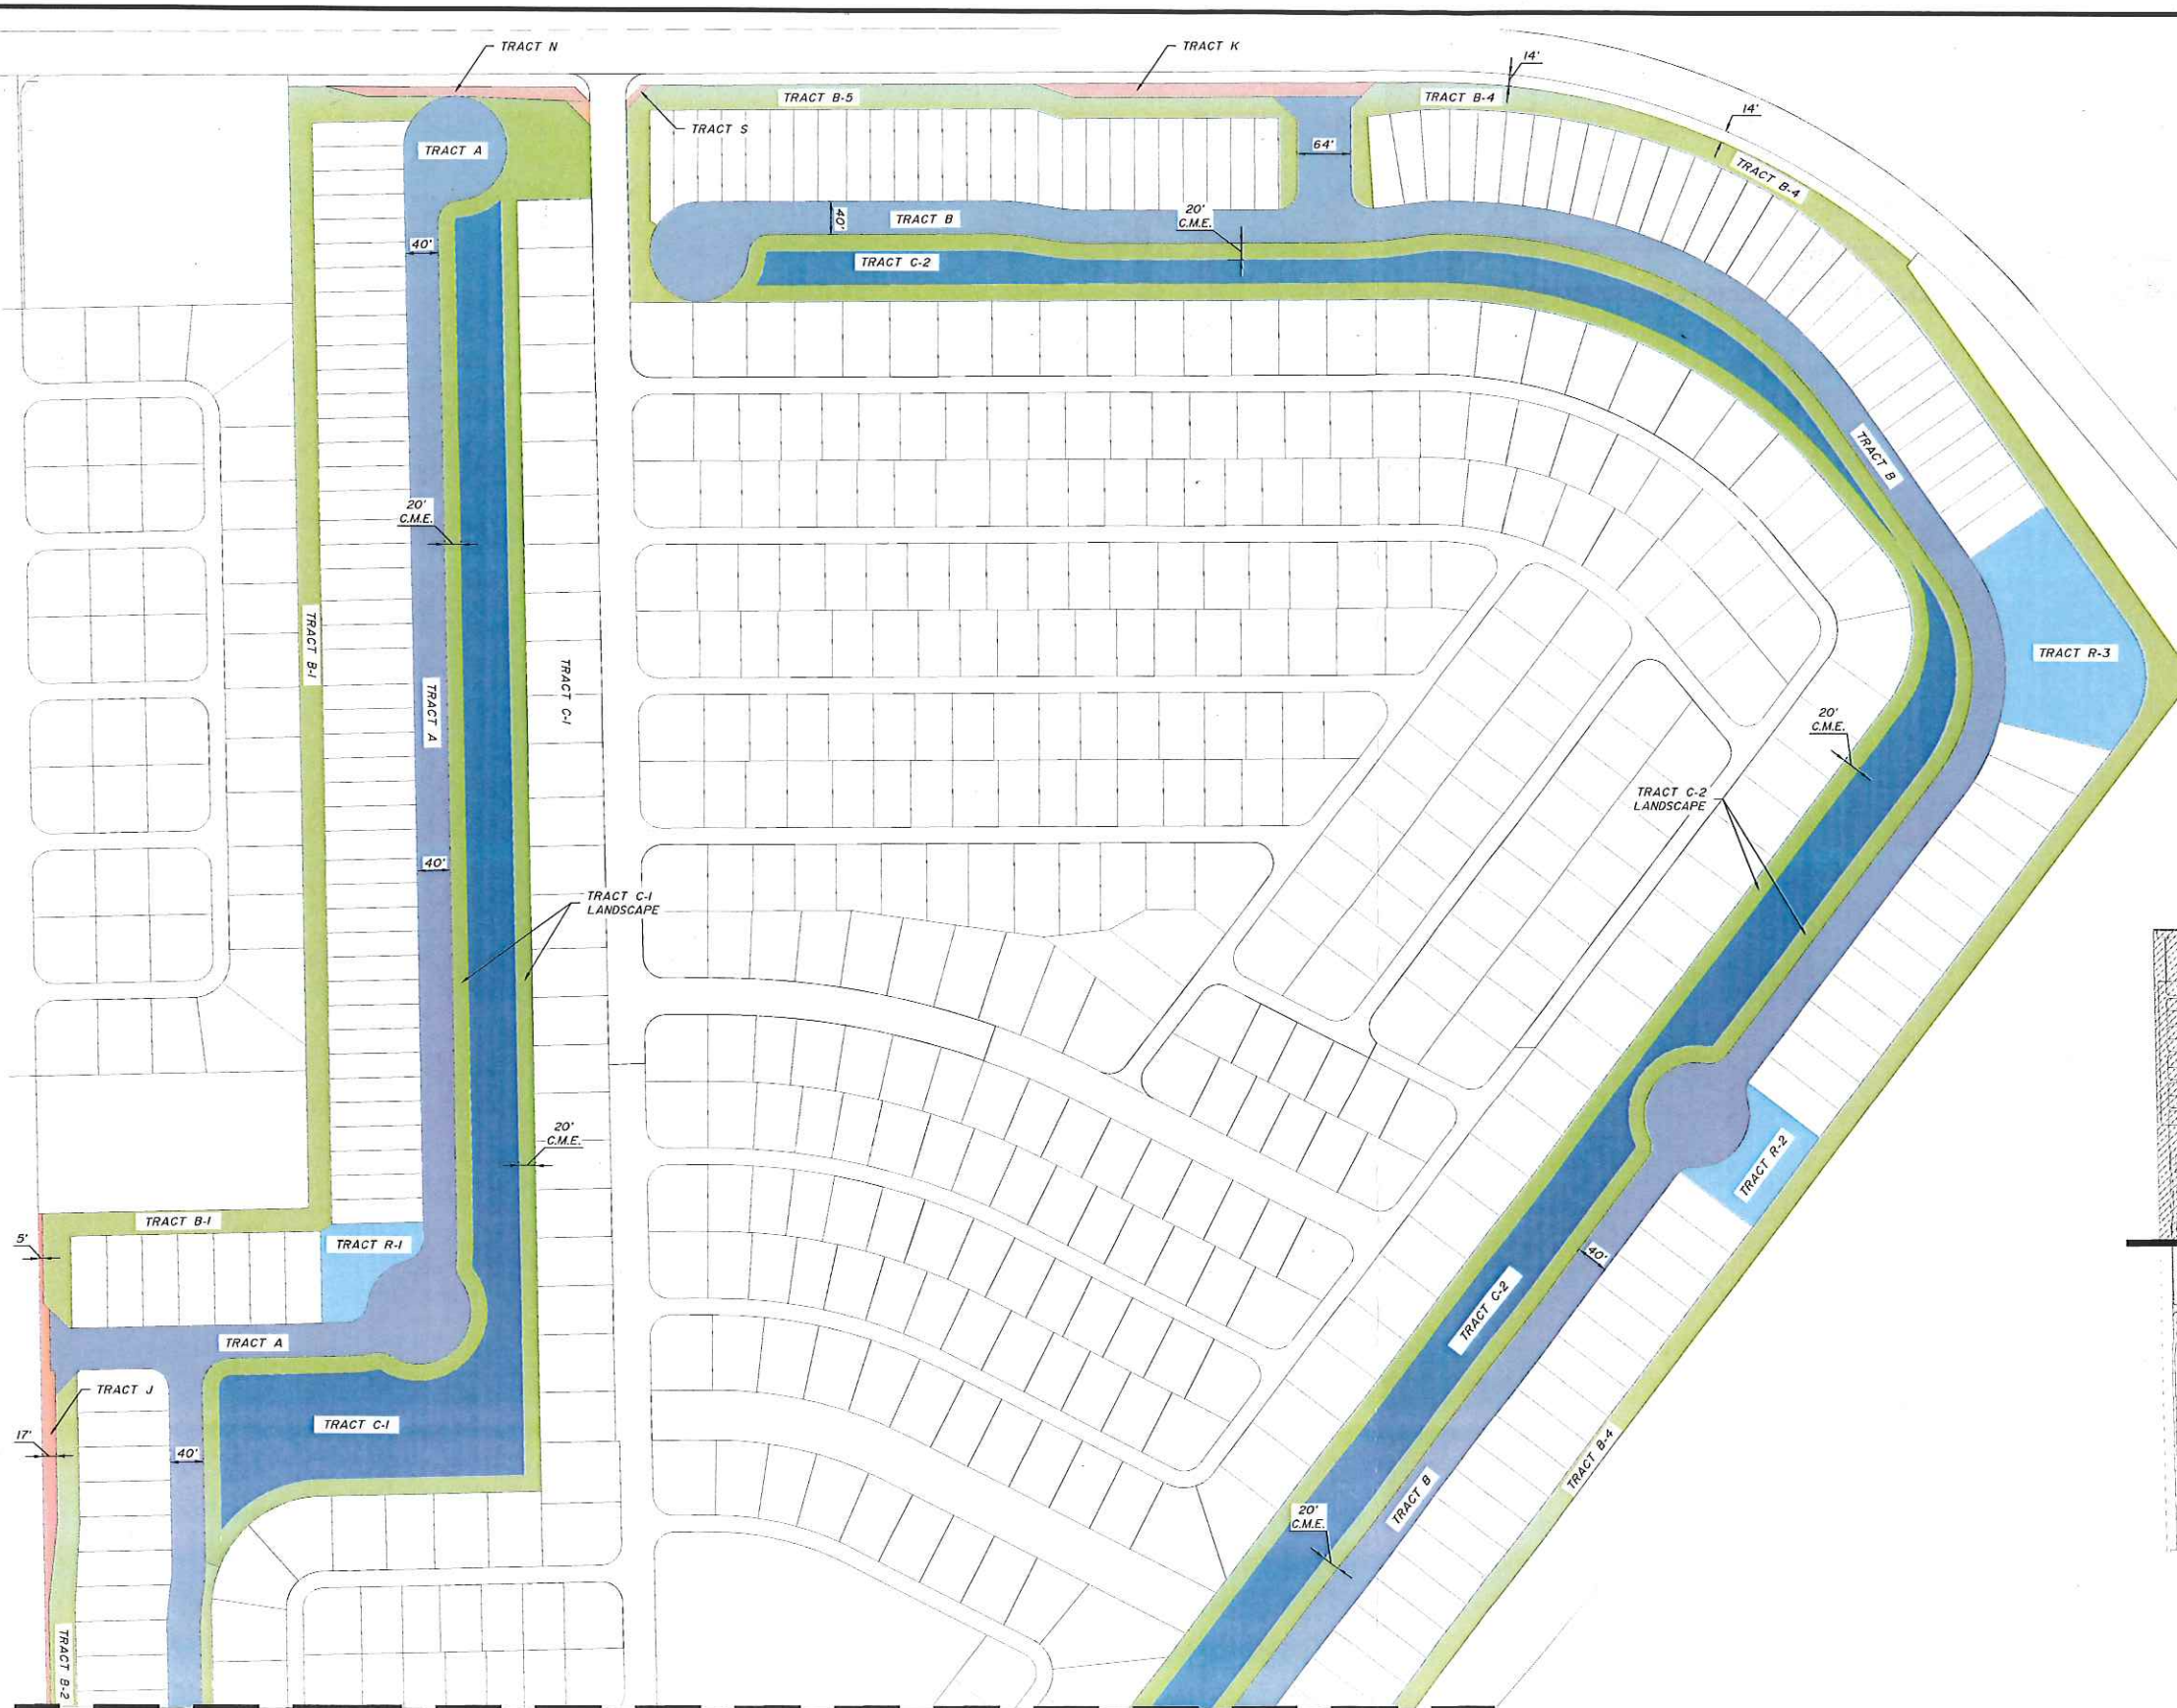 TRACT N
TRACT K
14'
TRACT B-5
TRACT B-4
14'
TRACT S
TRACT A
64'
TRACT B-4
20'
C.M.E.
40'
TRACT B
40'
TRACT C-2
TRACT B
20'
C.M.E.
TRACT B-1
TRACT R-3
TRACT C-1
TRACT A
20'
C.M.E.
TRACT C-2
LANDSCAPE
40'
TRACT C-1
LANDSCAPE
20'
C.M.E.
TRACT R-2
TRACT B-1
5'
TRACT R-1
40'
TRACT C-2
TRACT A
TRACT J
TRACT C-1
17'
40'
TRACT B-4
TRACT B
20'
C.M.E.
TRACT B-2